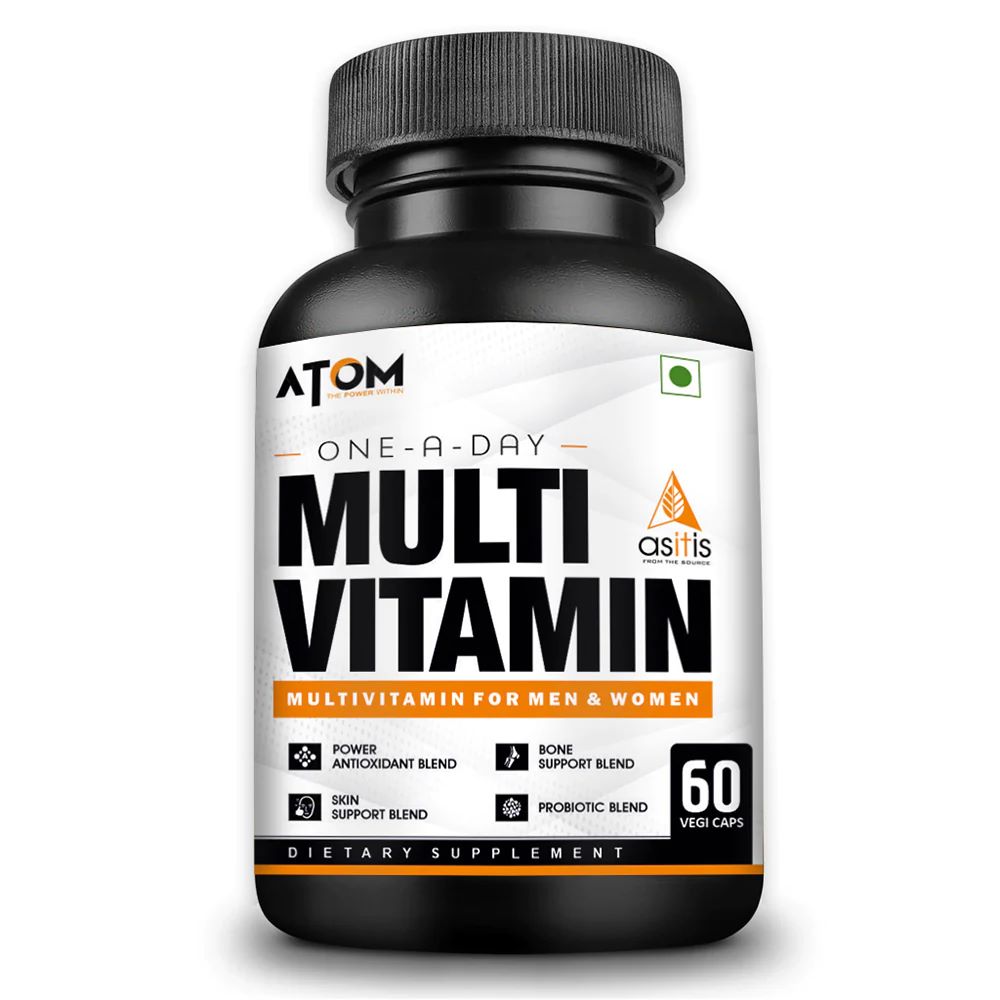 ATOM
THE POWER WITHIN
ONE-A-DAY
MULTI
VITAMIN
asitis
FROM THE SOURCE
MULTIVITAMIN FOR MEN & WOMEN
POWER
ANTIOXIDANT BLEND
BONE
SUPPORT BLEND
SKIN
SUPPORT BLEND
PROBIOTIC BLEND
60
VEGI CAPS
DIETARY SUPPLEMENT